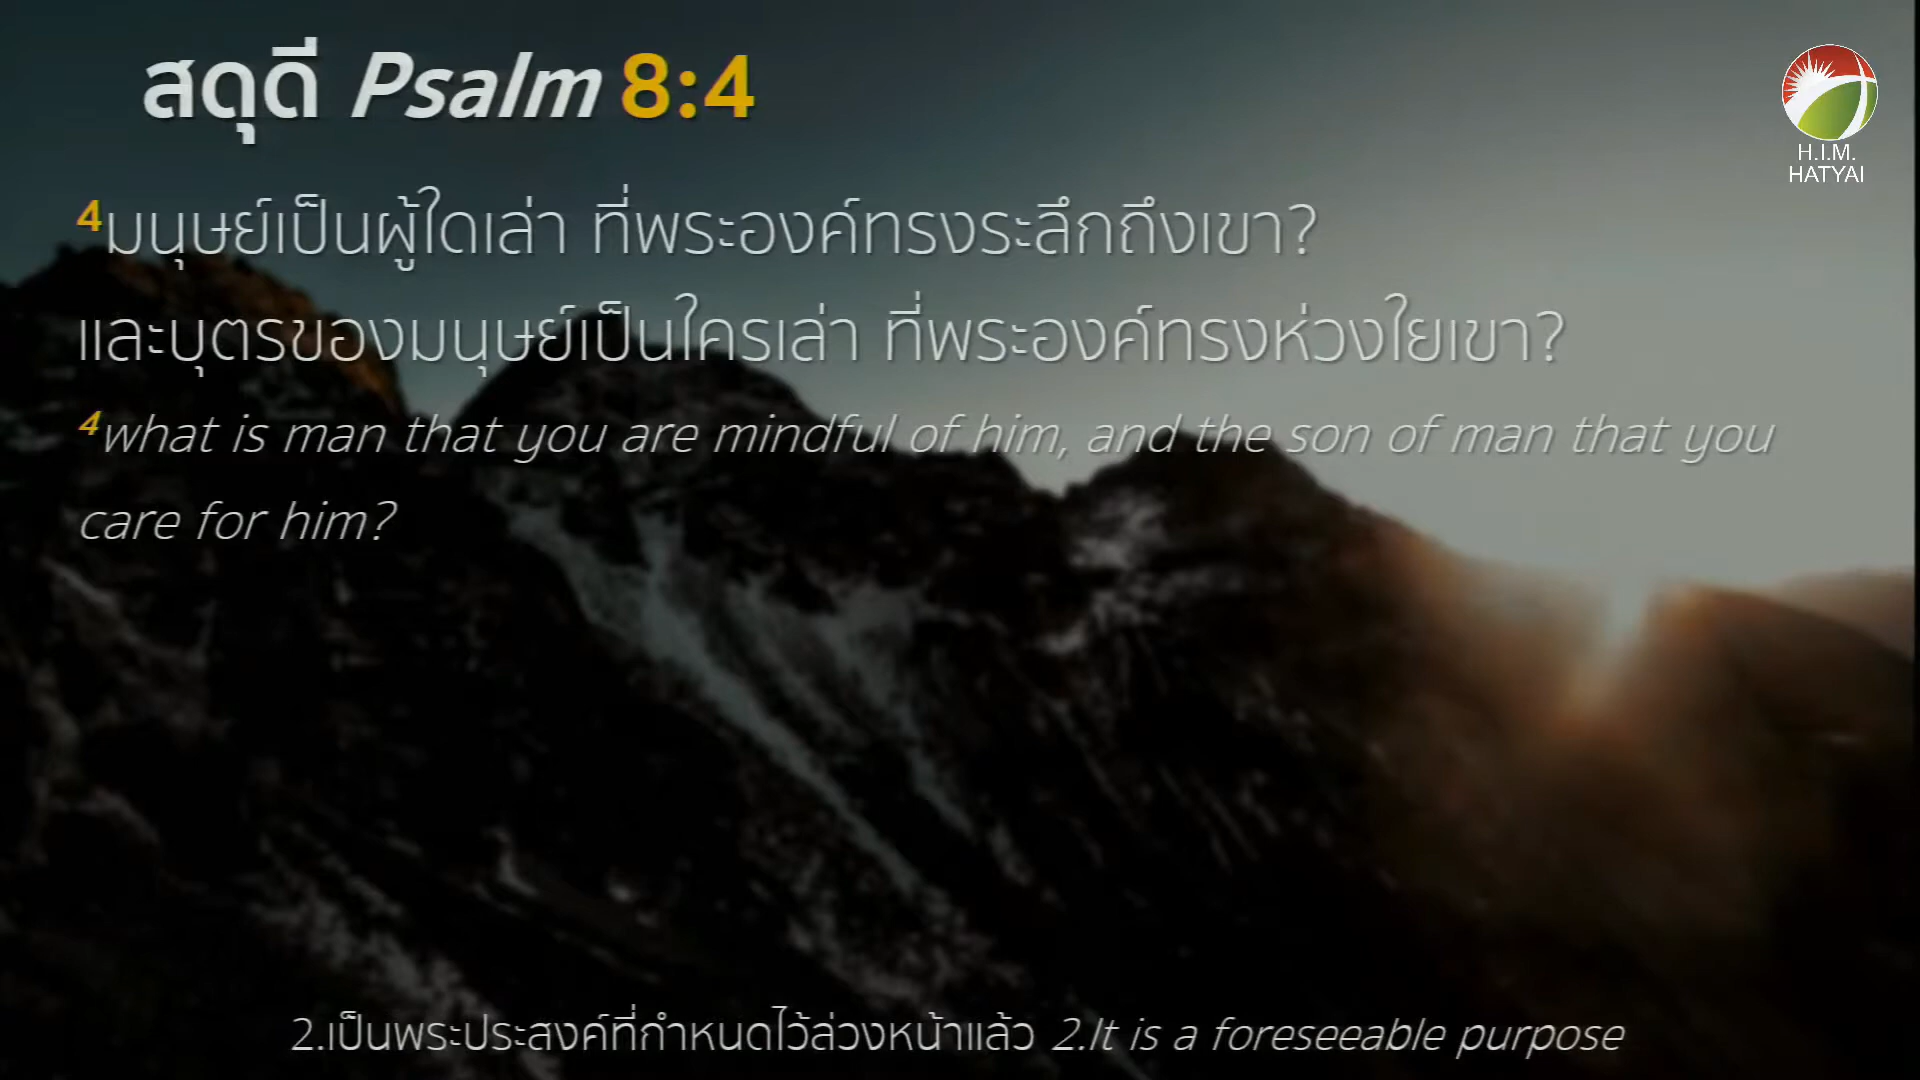 สดุดี Psalm 8:4
H.I.M.
HATYAI
4มนุษย์เป็นผู้ใดเล่า ที่พระองค์ทรงระลึกถึงเขา?
และบุตรของมนุษย์เป็นใครเล่า ที่พระองค์ทรงห่วงใยเขา?
4what is man that you are mindful of him, and the son of man that you
care for him?
2.เป็นพระประสงค์ที่กำหนดไว้ล่วงหน้าแล้ว 2.It is a foreseeable purpose